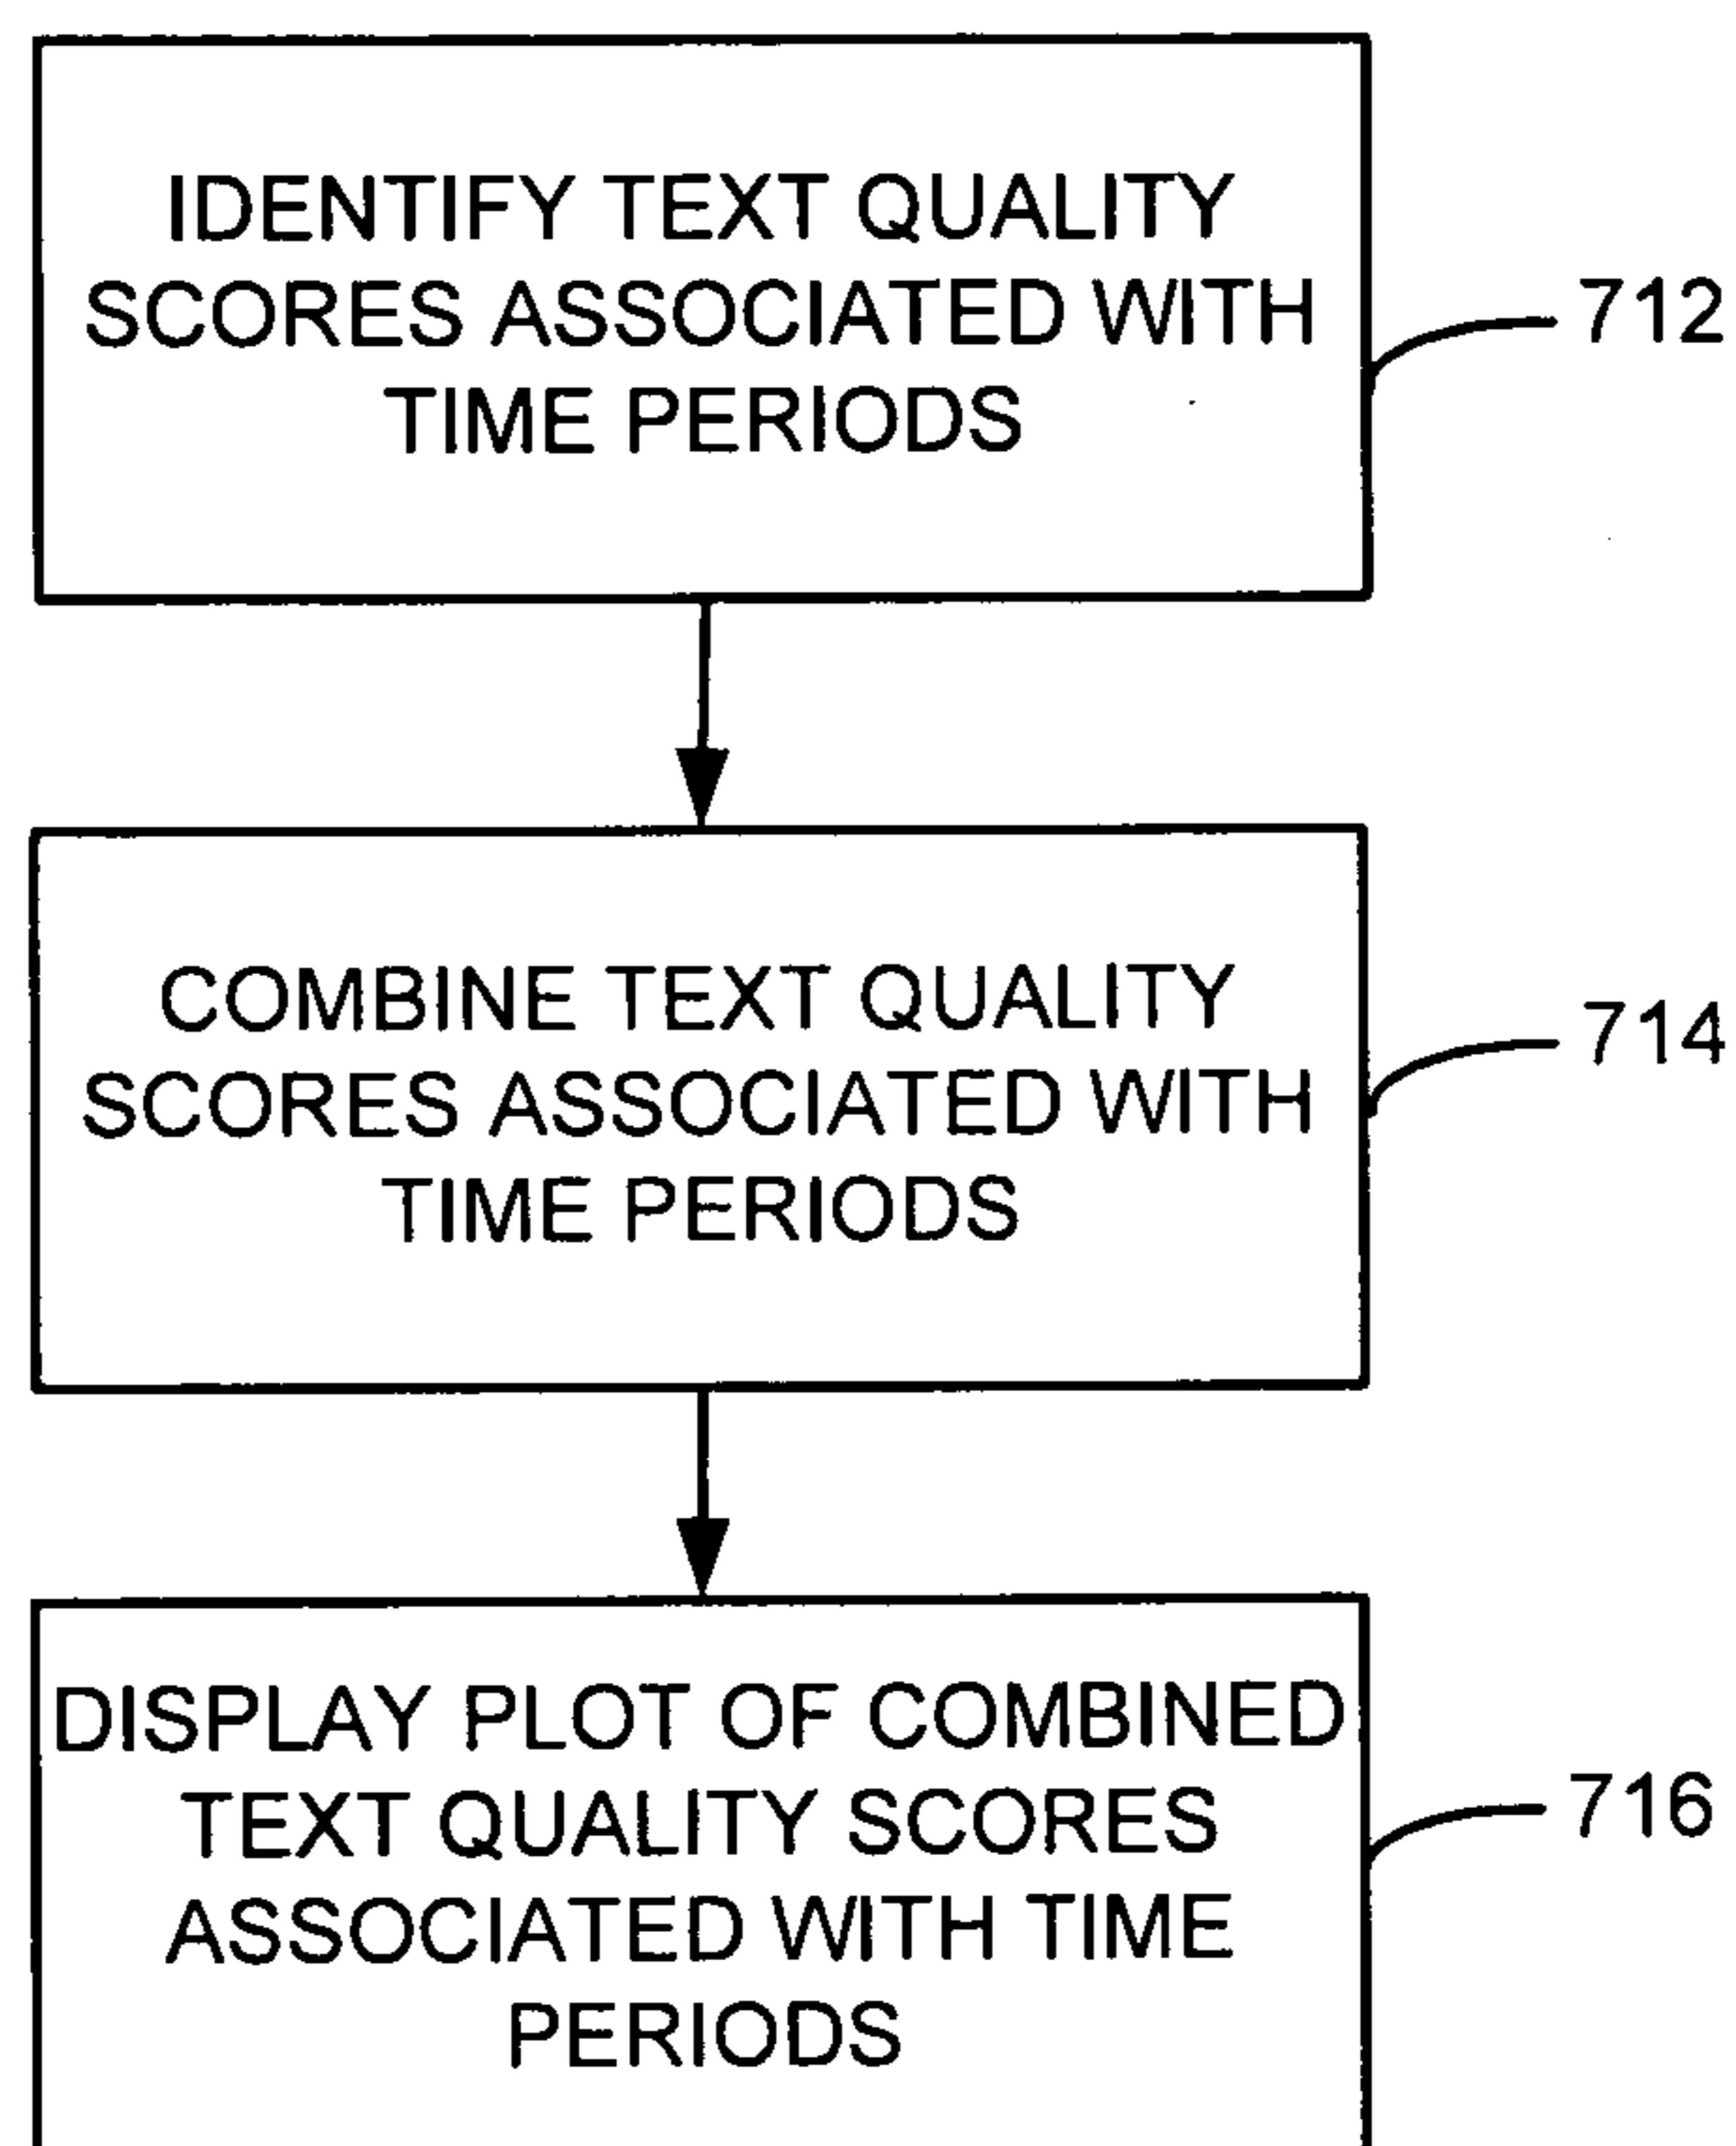 IDENTIFY TEXT QUALITY
SCORES ASSOCIATED WITH
TIME PERIODS
712
COMBINE TEXT QUALITY
SCORES ASSOCIATED WITH
TIME PERIODS
714
DISPLAY PLOT OF COMBINED
TEXT QUALITY SCORES
ASSOCIATED WITH TIME
PERIODS
716